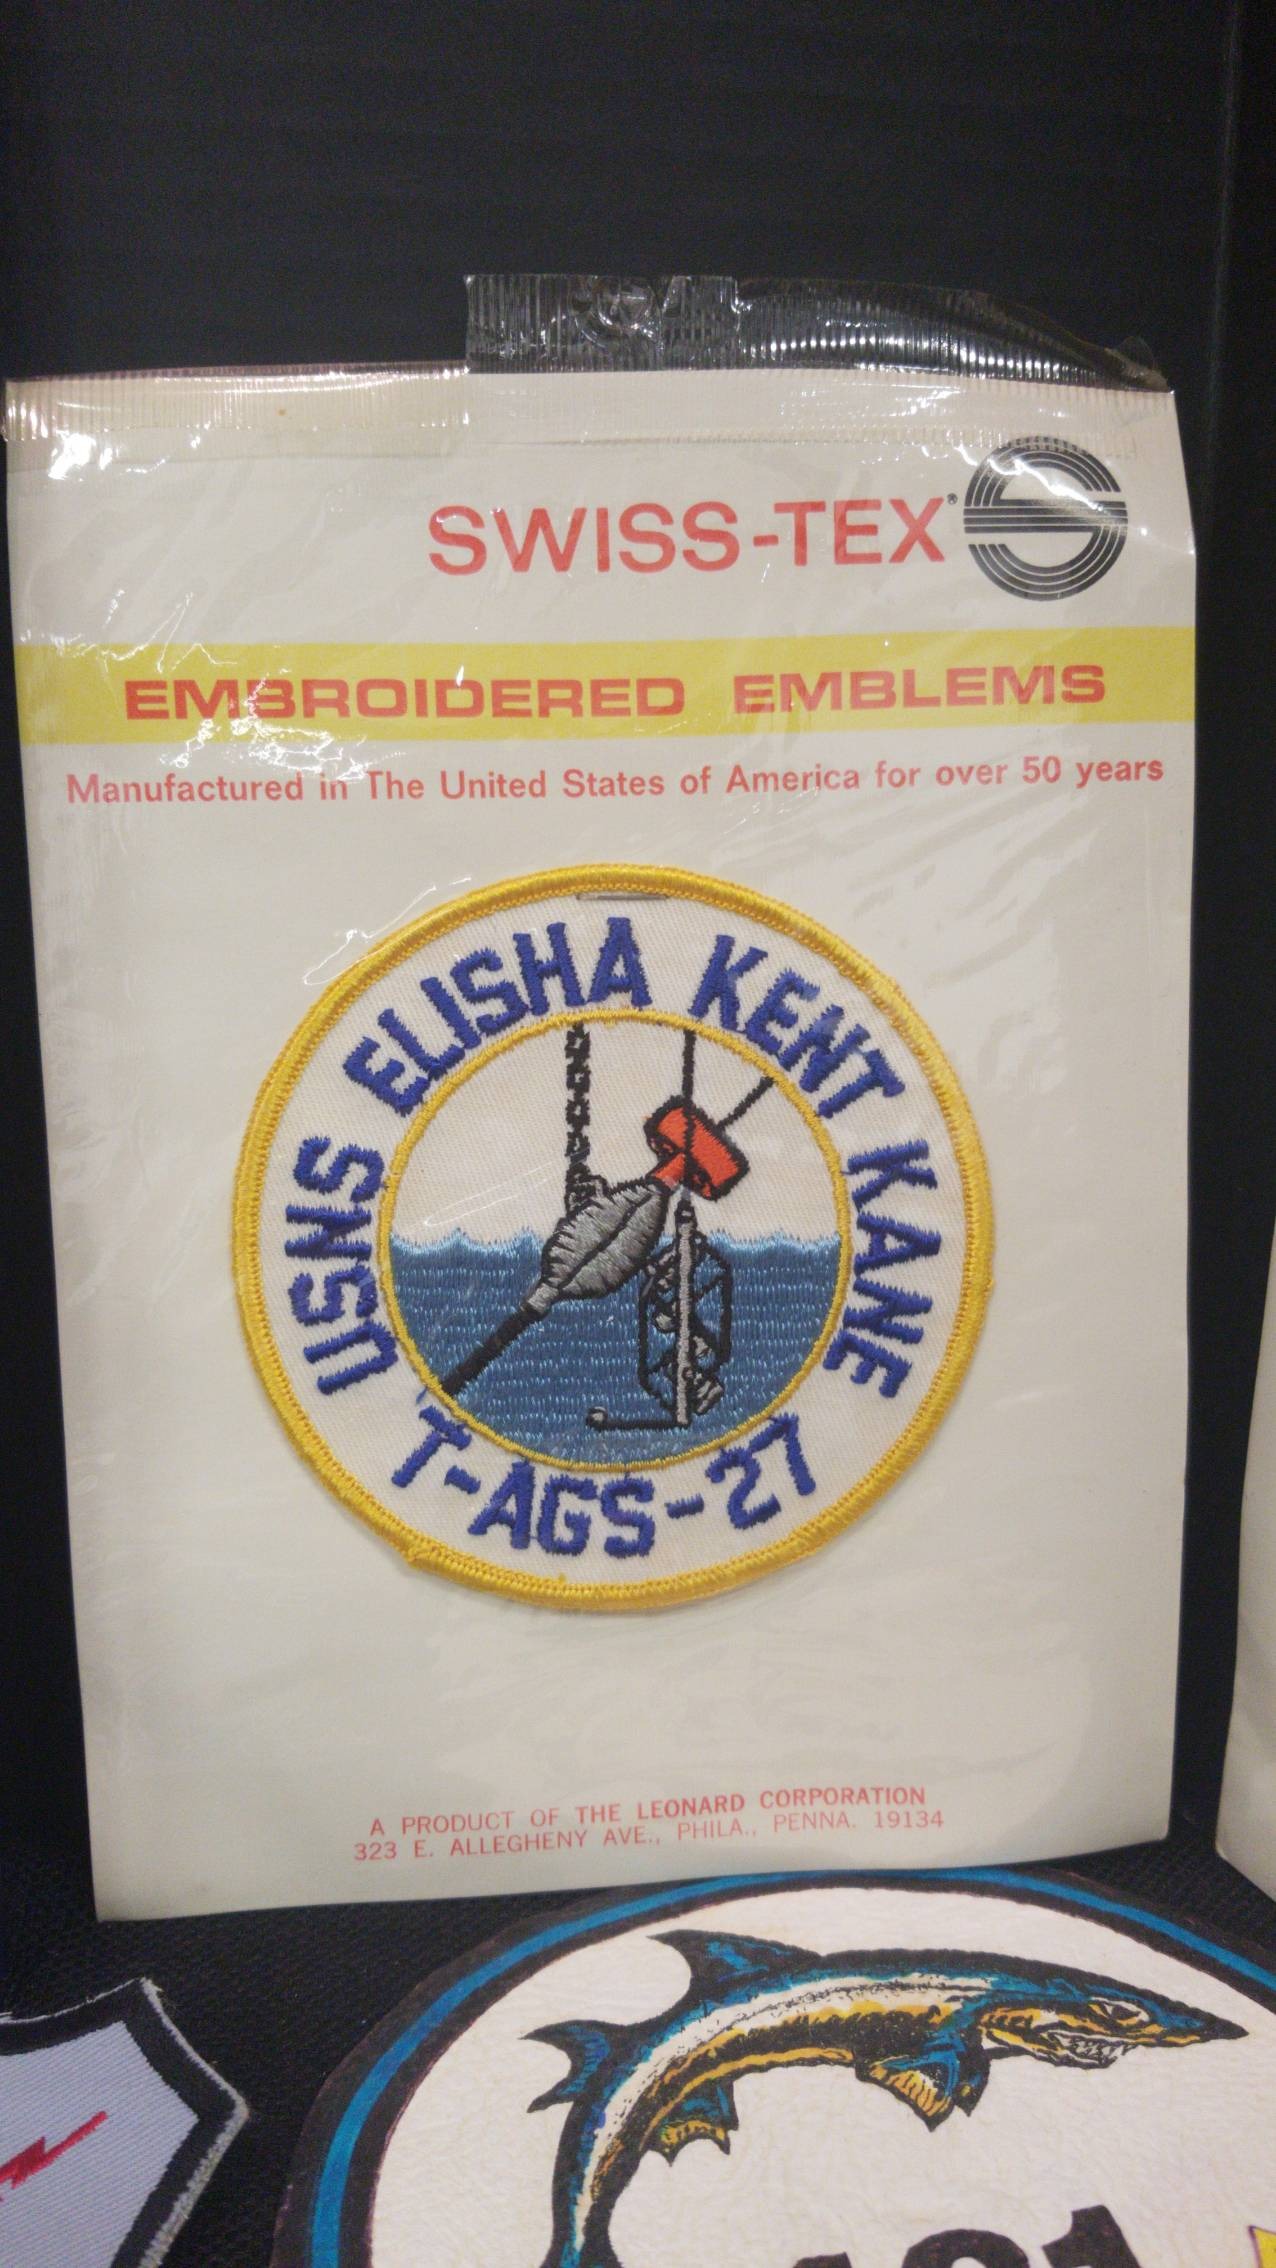 SWISS-TEX®
EMBROIDERED EMBLEMS
Manufactured in The United States of America for over 50 years
USNS ELISHA KENT KANE
T-AGS-27
A PRODUCT OF THE LEONARD CORPORATION
323 E. ALLEGHENY AVE., PHILA., PENNA. 19134